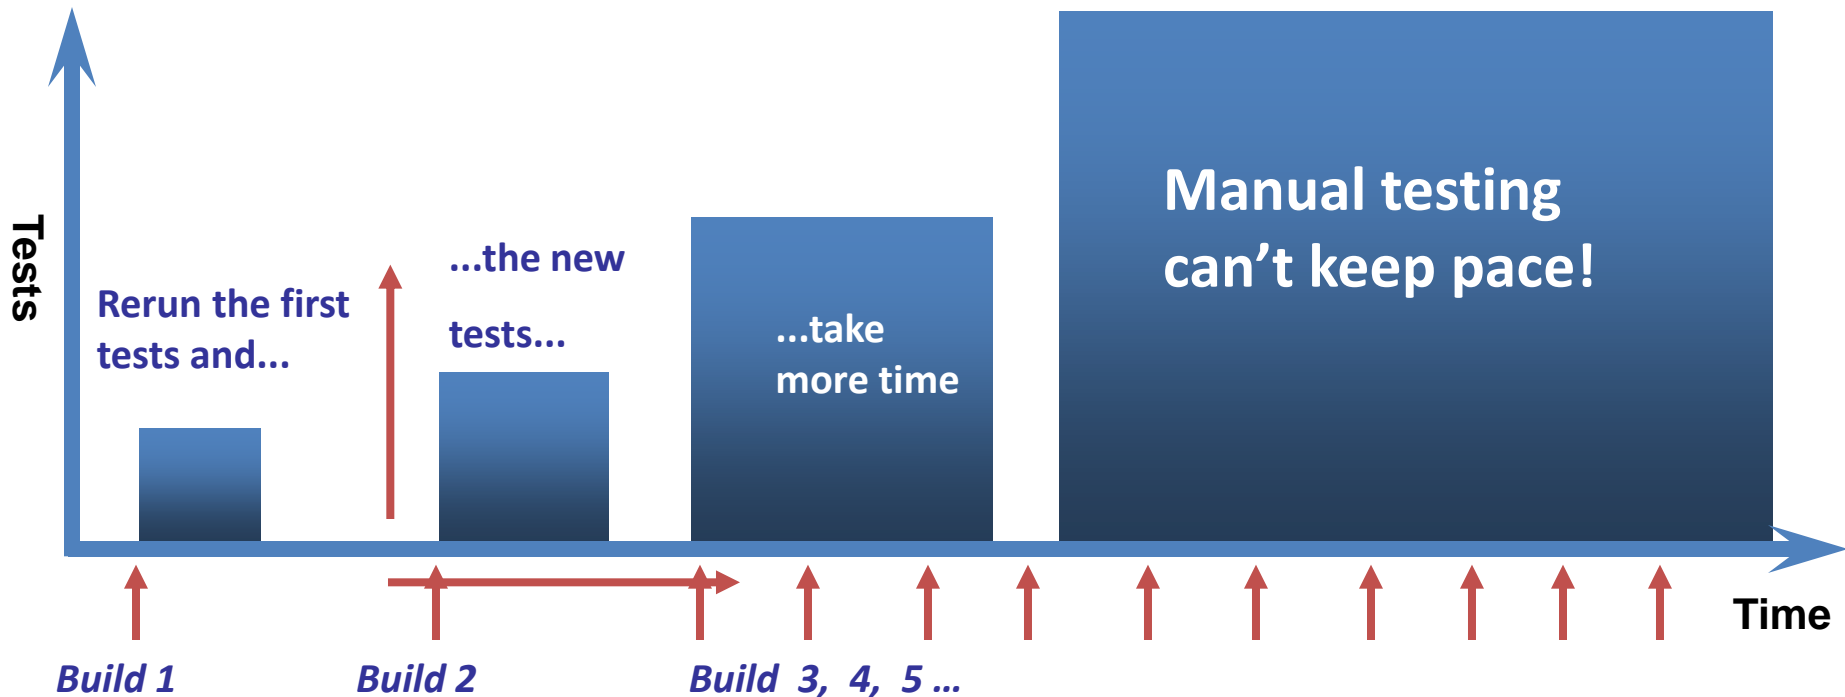 Tests
Rerun the first
tests and...
...the new
tests...
...take
more time
Manual testing
can’t keep pace!
Time
Build 1
Build 2
Build 3, 4, 5 ...